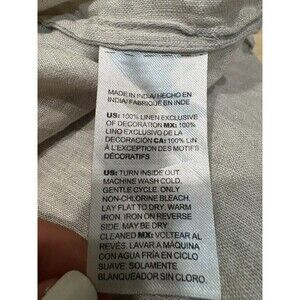 MADE IN INDIA/HECHO EN
INDIA/FABRIQUÉ EN INDE
US: 100% LINEN EXCLUSIVE
OF DECORATION MX: 100%
LINO EXCLUSIVO DE LA
DECORACIÓN CA: 100% LIN
À L'EXCEPTION DES MOTIFS
DÉCORATIFS
US: TURN INSIDE OUT
MACHINE WASH COLD,
GENTLE CYCLE. ONLY
NON-CHLORINE BLEACH.
LAY FLAT TO DRY. WARM
IRON. IRON ON REVERSE
SIDE. MAY BE DRY
CLEANED MX: VOLTEAR AL
REVÉS, LAVAR A MÁQUINA
CON AGUA FRÍA EN CICLO
SUAVE. SOLAMENTE
BLANQUEADOR SIN CLORO.